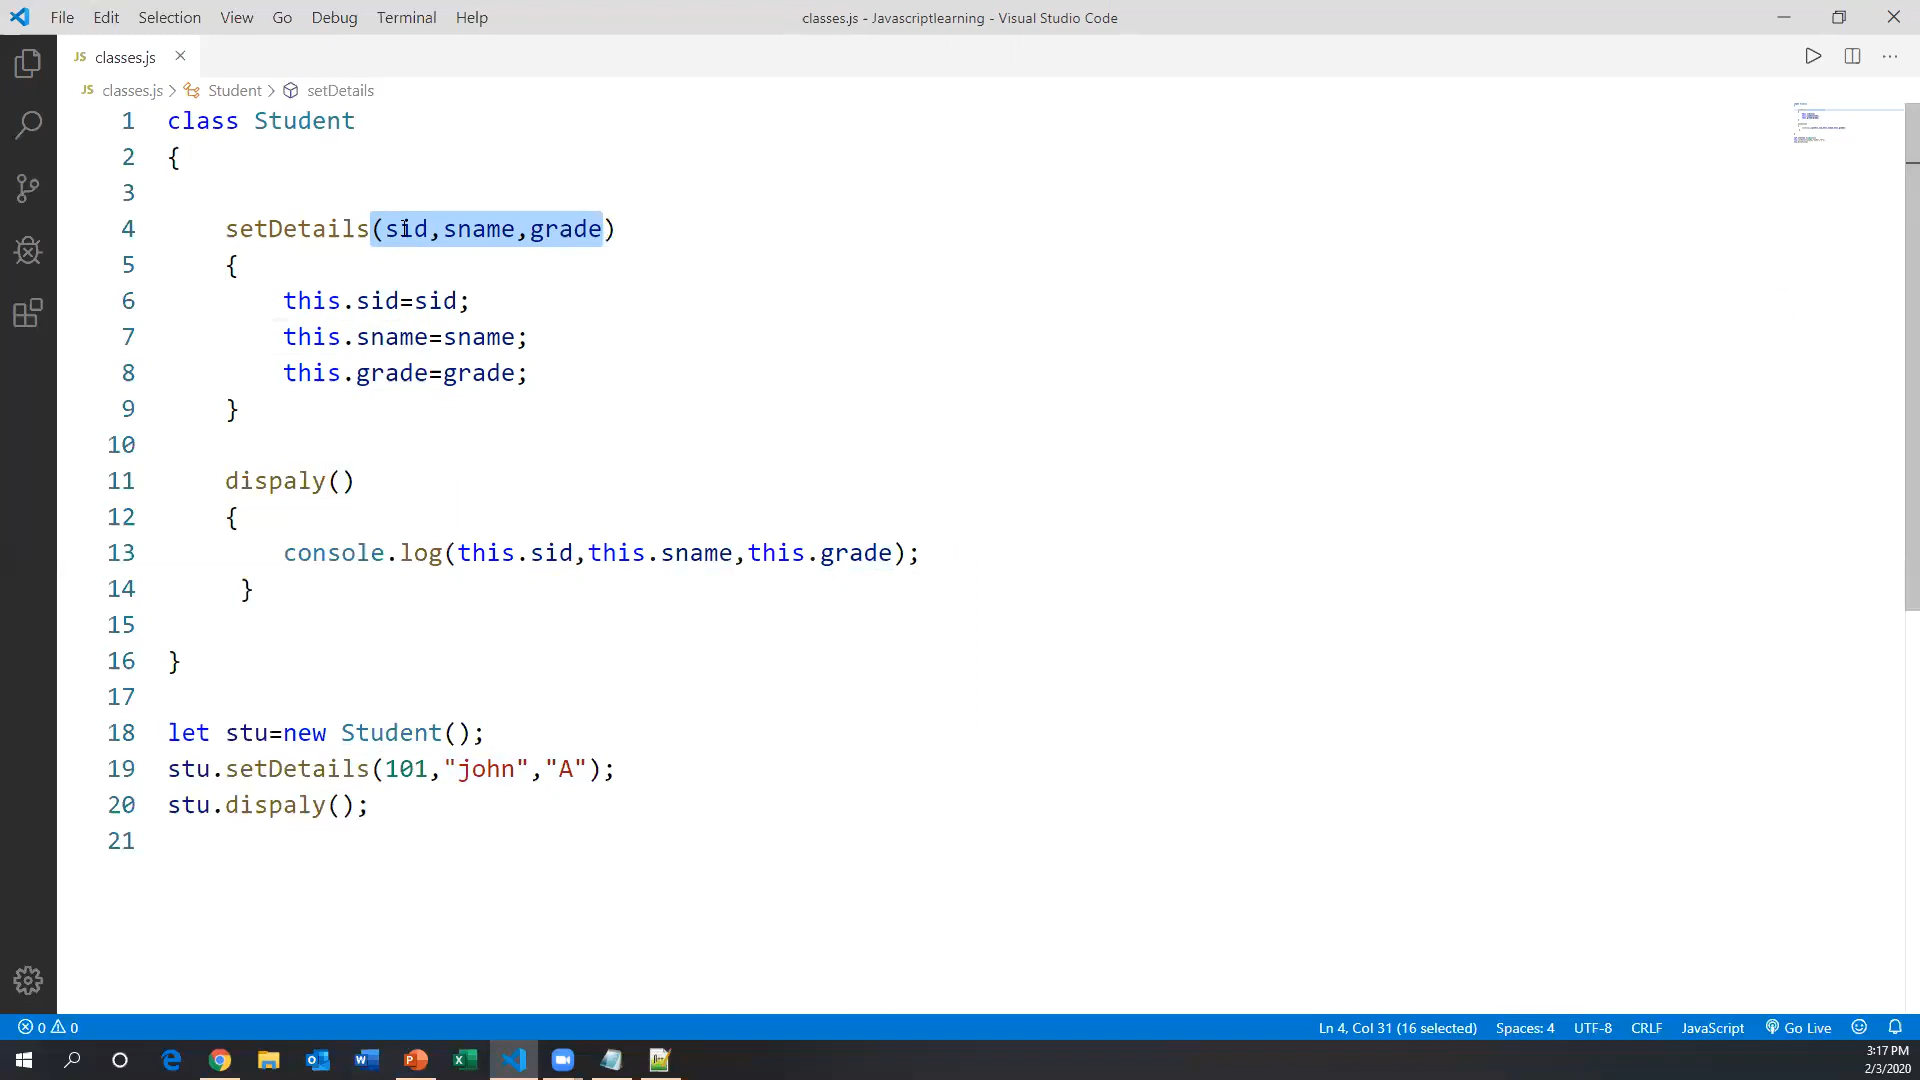 File Edit Selection View Go Debug Terminal Help classes.js - Javascriptlearning - Visual Studio Code
JS classes.js
JS classes.js > Student > setDetails
1 class Student
2 {
3
4 setDetails(sid,sname,grade)
5 {
6 this.sid=sid;
7 this.sname=sname;
8 this.grade=grade;
9 }
10
11 dispaly()
12 {
13 console.log(this.sid,this.sname,this.grade);
14 }
15
16 }
17
18 let stu=new Student();
19 stu.setDetails(101,"john","A");
20 stu.dispaly();
21
0 0 Ln 4, Col 31 (16 selected) Spaces: 4 UTF-8 CRLF JavaScript Go Live
3:17 PM
2/3/2020